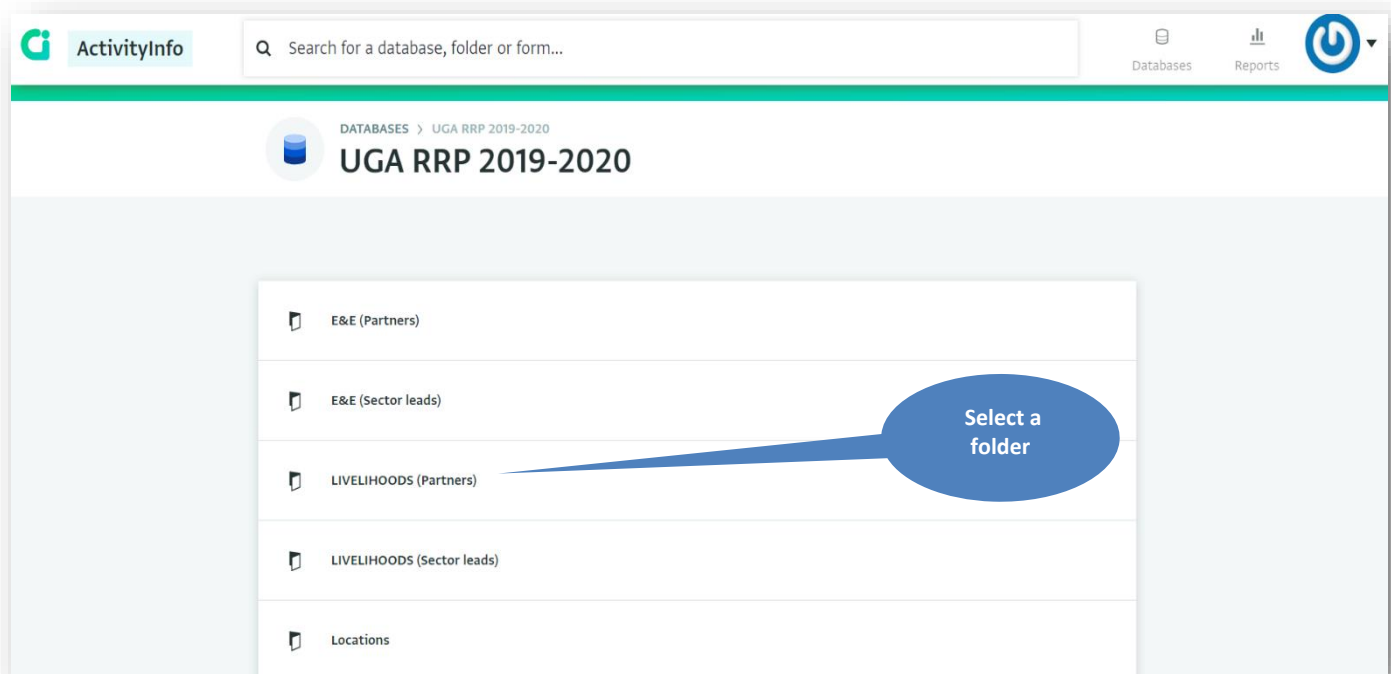 ActivityInfo
Search for a database, folder or form...
Databases
Reports
DATABASES > UGA RRP 2019-2020
UGA RRP 2019-2020
E&E (Partners)
E&E (Sector leads)
Select a
folder
LIVELIHOODS (Partners)
LIVELIHOODS (Sector leads)
Locations